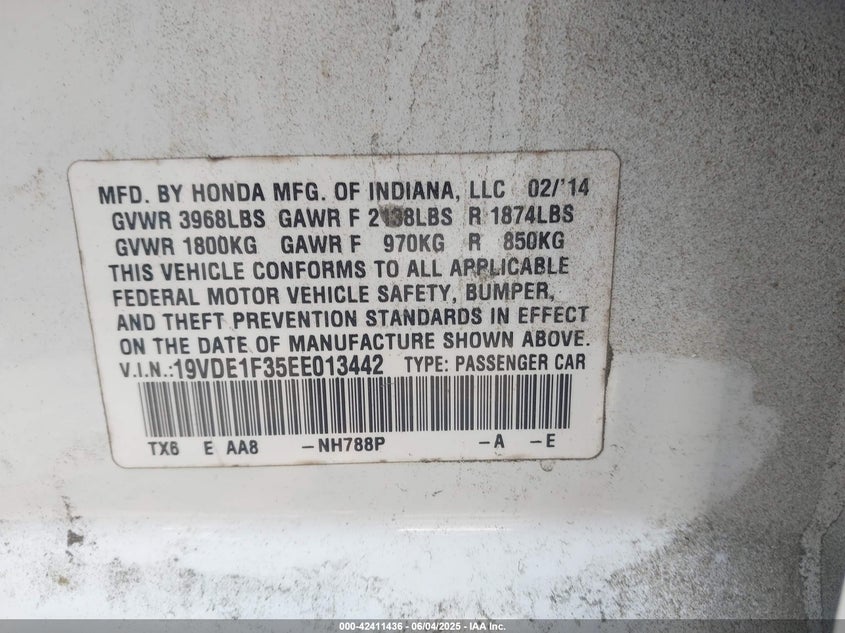 MFD. BY HONDA MFG. OF INDIANA, LLC 02/'14
GVWR 3968LBS GAWR F 2138LBS R 1874LBS
GVWR 1800KG GAWR F 970KG R 850KG
THIS VEHICLE CONFORMS TO ALL APPLICABLE
FEDERAL MOTOR VEHICLE SAFETY, BUMPER,
AND THEFT PREVENTION STANDARDS IN EFFECT
ON THE DATE OF MANUFACTURE SHOWN ABOVE.
V.I.N.:19VDE1F35EE013442 TYPE: PASSENGER CAR
TX6 E AA8 -NH788P -A -E
000-42411436 - 06/04/2025 - IAA Inc.